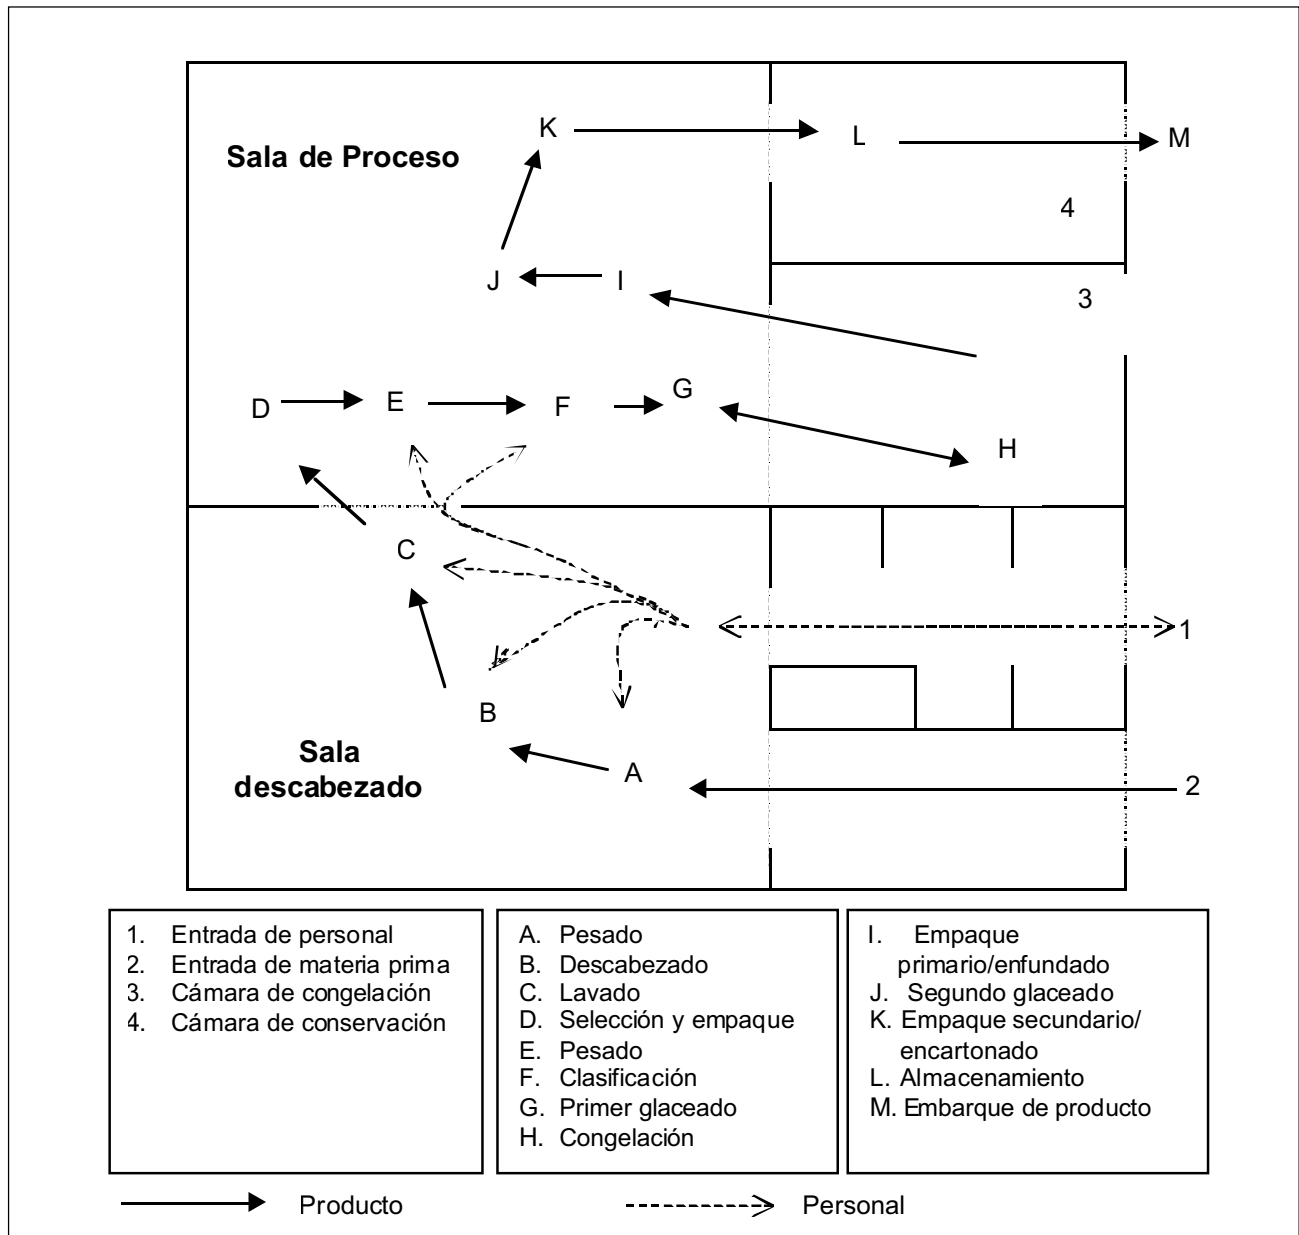 K
L
M
Sala de Proceso
4
J
I
3
D
E
F
G
H
C
1
B
Sala
descabezado
A
2
1. Entrada de personal
2. Entrada de materia prima
3. Cámara de congelación
4. Cámara de conservación
A. Pesado
B. Descabezado
C. Lavado
D. Selección y empaque
E. Pesado
F. Clasificación
G. Primer glaceado
H. Congelación
I. Empaque
primario/enfundado
J. Segundo glaceado
K. Empaque secundario/
encartonado
L. Almacenamiento
M. Embarque de producto
Producto
Personal